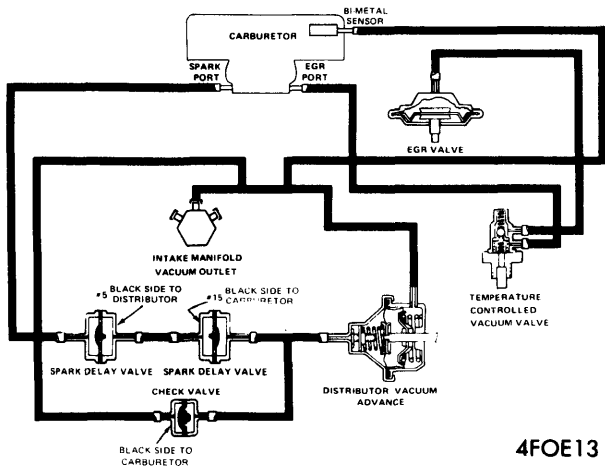 BI-METAL
SENSOR
CARBURETOR
SPARK
PORT
EGR
PORT
EGR VALVE
INTAKE MANIFOLD
VACUUM OUTLET
#5 BLACK SIDE TO
DISTRIBUTOR
#15 BLACK SIDE TO
CARBURETOR
TEMPERATURE
CONTROLLED
VACUUM VALVE
SPARK DELAY VALVE
SPARK DELAY VALVE
DISTRIBUTOR VACUUM
ADVANCE
CHECK VALVE
BLACK SIDE TO
CARBURETOR
4FOE13